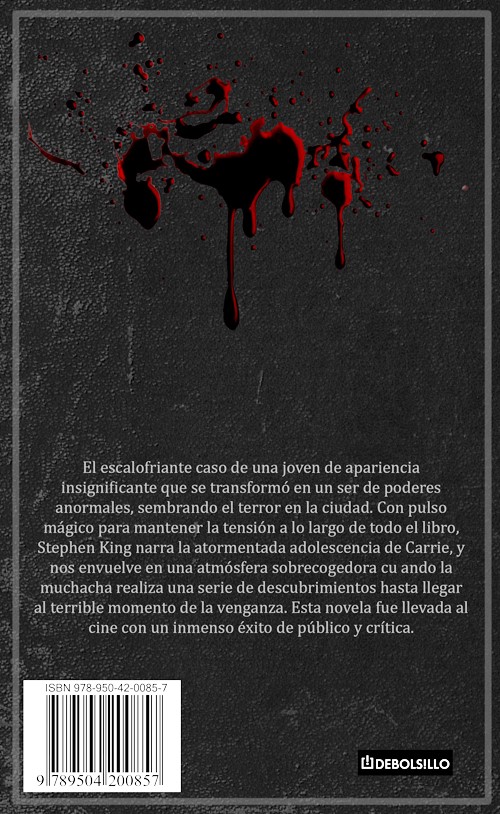 El escalofriante caso de una joven de apariencia
insignificante que se transformó en un ser de poderes
anormales, sembrando el terror en la ciudad. Con pulso
mágico para mantener la tensión a lo largo de todo el libro,
Stephen King narra la atormentada adolescencia de Carrie, y
nos envuelve en una atmósfera sobrecogedora cu ando la
muchacha realiza una serie de descubrimientos hasta llegar
al terrible momento de la venganza. Esta novela fue llevada al
cine con un inmenso éxito de público y crítica.
ISBN 978-950-42-0085-7
9 789504 200857
DEBOLSILLO